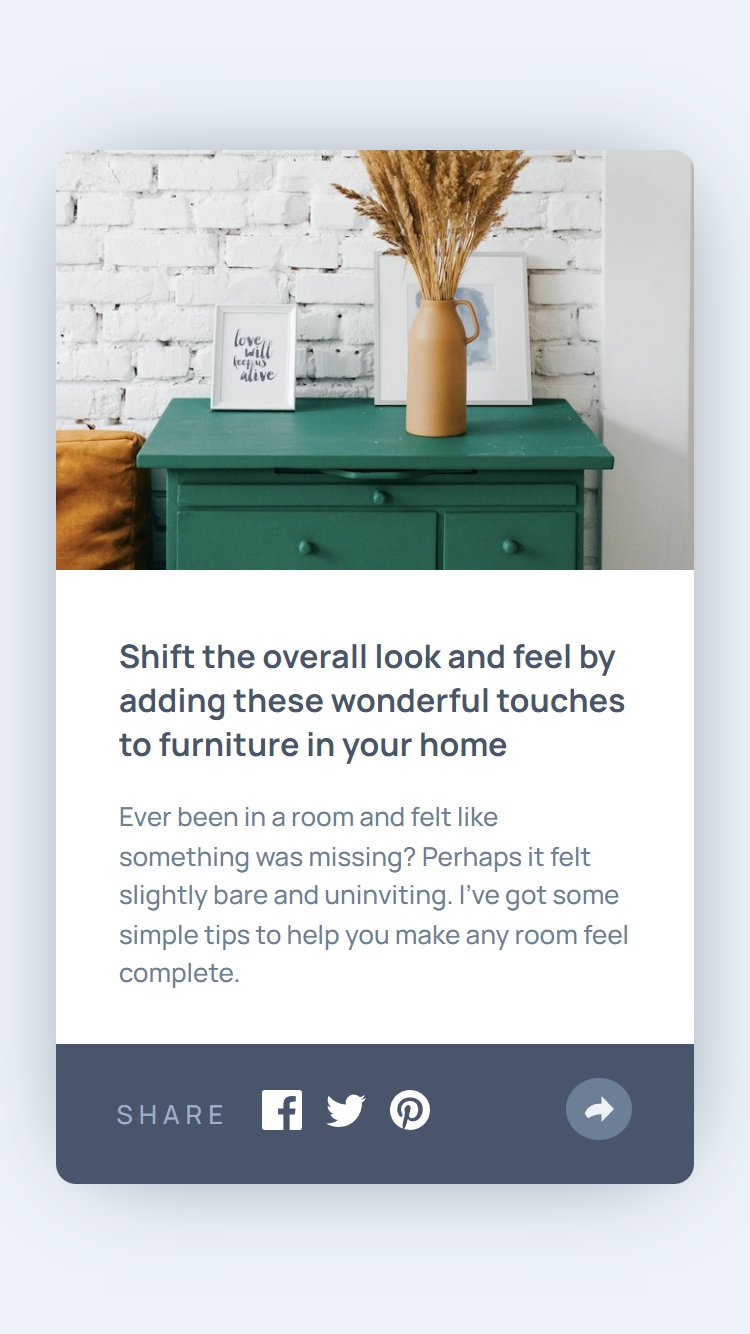 love
will
keep us
alive
Shift the overall look and feel by
adding these wonderful touches
to furniture in your home
Ever been in a room and felt like
something was missing? Perhaps it felt
slightly bare and uninviting. I’ve got some
simple tips to help you make any room feel
complete.
SHARE